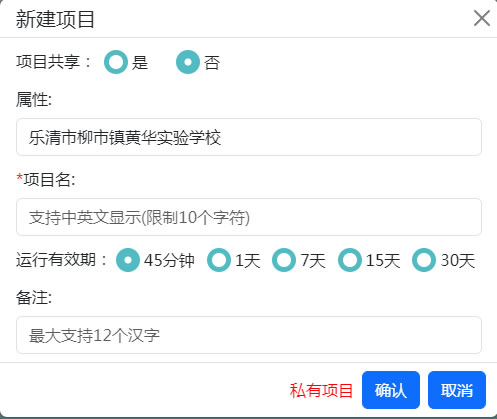 新建项目
项目共享： 是 否
属性:
乐清市柳市镇黄华实验学校
*项目名:
支持中英文显示(限制10个字符)
运行有效期： 45分钟 1天 7天 15天 30天
备注:
最大支持12个汉字
私有项目 确认 取消